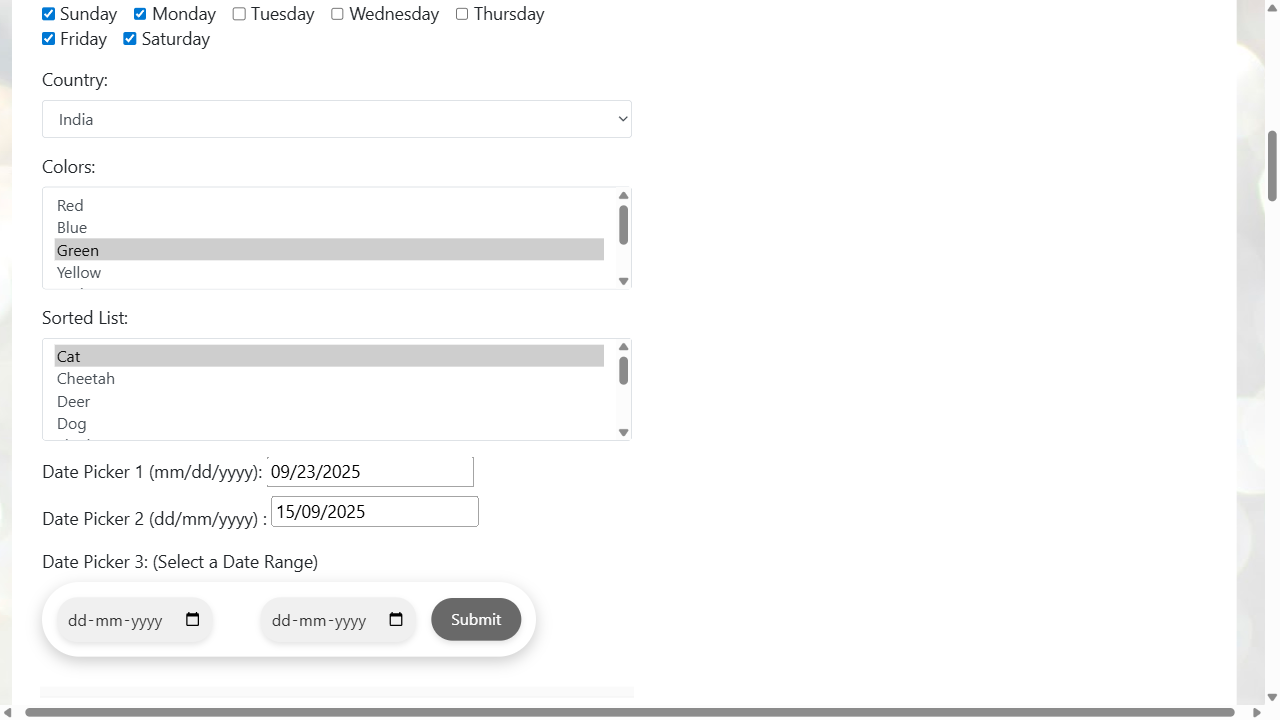 Sunday Monday Tuesday Wednesday Thursday
Friday Saturday
Country:
India
Colors:
Red
Blue
Green
Yellow
Sorted List:
Cat
Cheetah
Deer
Dog
Date Picker 1 (mm/dd/yyyy): 09/23/2025
Date Picker 2 (dd/mm/yyyy) : 15/09/2025
Date Picker 3: (Select a Date Range)
dd-mm-yyyy dd-mm-yyyy Submit